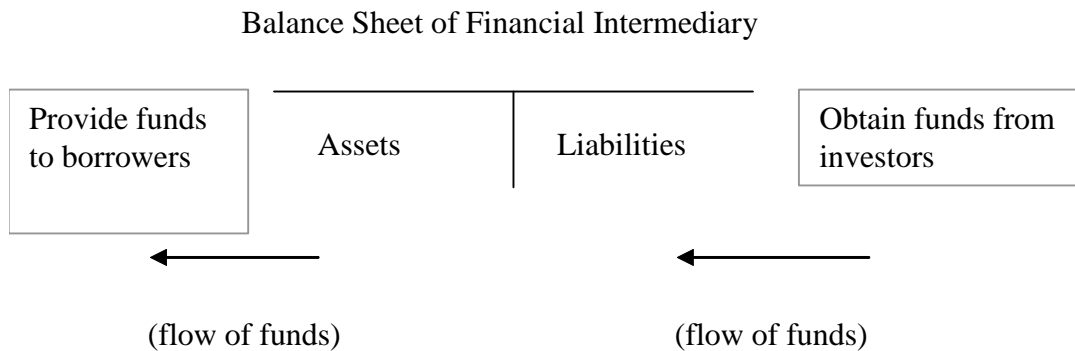 Balance Sheet of Financial Intermediary
Provide funds
to borrowers
Assets
Liabilities
Obtain funds from
investors
(flow of funds)
(flow of funds)